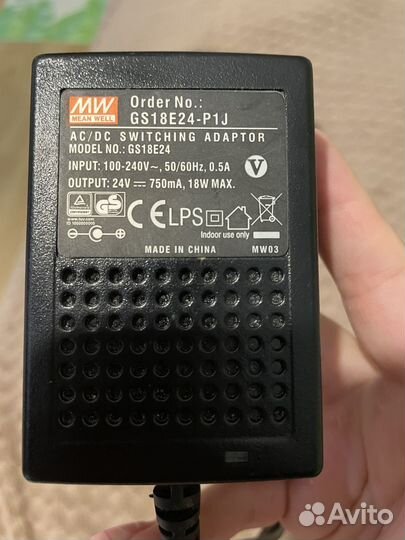 MW
MEAN WELL
Order No.:
GS18E24-P1J
AC/DC SWITCHING ADAPTOR
MODEL NO.: GS18E24
INPUT: 100-240V~, 50/60Hz, 0.5A
OUTPUT: 24V⎓ 750mA, 18W MAX.
V
GS
CE LPS
Indoor use only
MADE IN CHINA
MW03
Avito